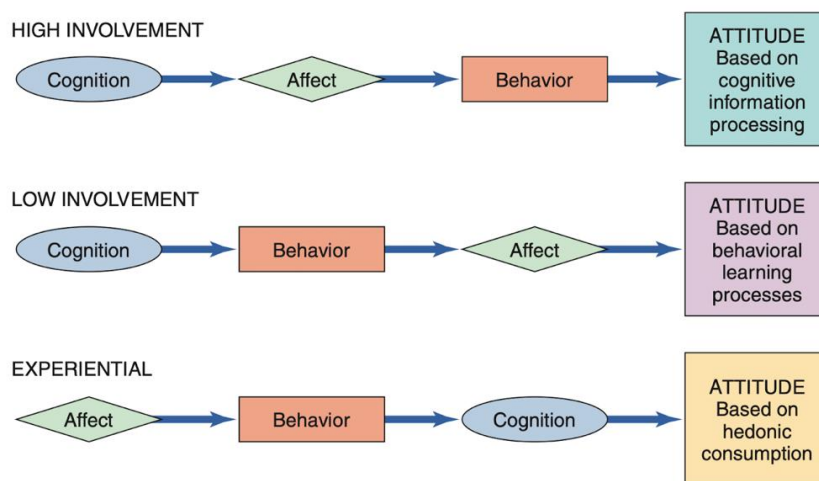 HIGH INVOLVEMENT
Cognition
Affect
Behavior
ATTITUDE
Based on
cognitive
information
processing
LOW INVOLVEMENT
Cognition
Behavior
Affect
ATTITUDE
Based on
behavioral
learning
processes
EXPERIENTIAL
Affect
Behavior
Cognition
ATTITUDE
Based on
hedonic
consumption